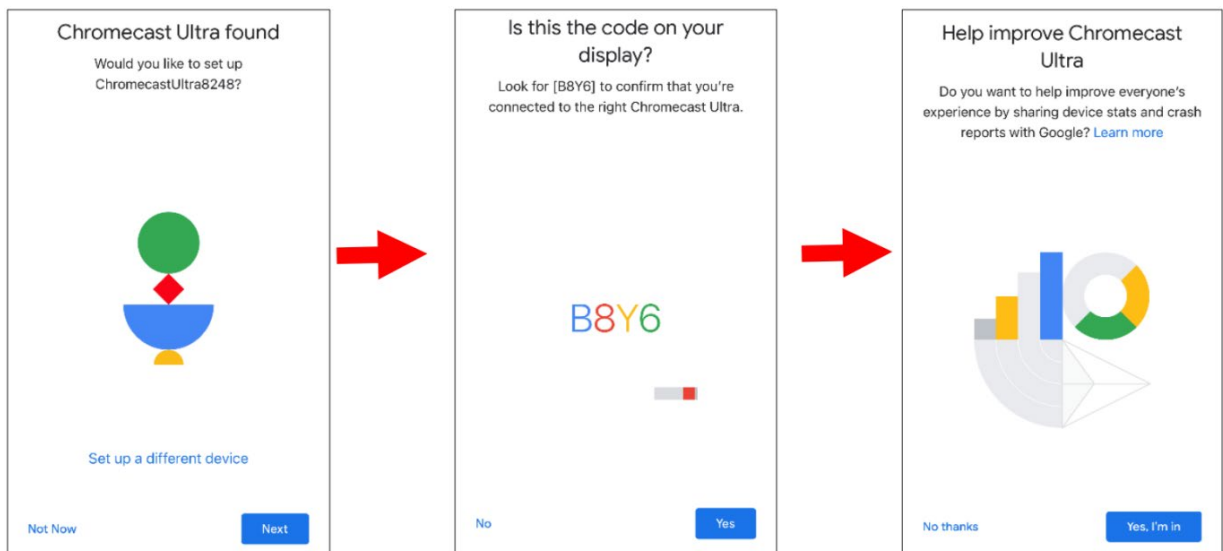 Chromecast Ultra found
Would you like to set up
ChromecastUltra8248?
Set up a different device
Not Now
Next
Is this the code on your
display?
Look for [B8Y6] to confirm that you’re
connected to the right Chromecast Ultra.
B8Y6
No
Yes
Help improve Chromecast
Ultra
Do you want to help improve everyone’s
experience by sharing device stats and crash
reports with Google? Learn more
No thanks
Yes, I’m in